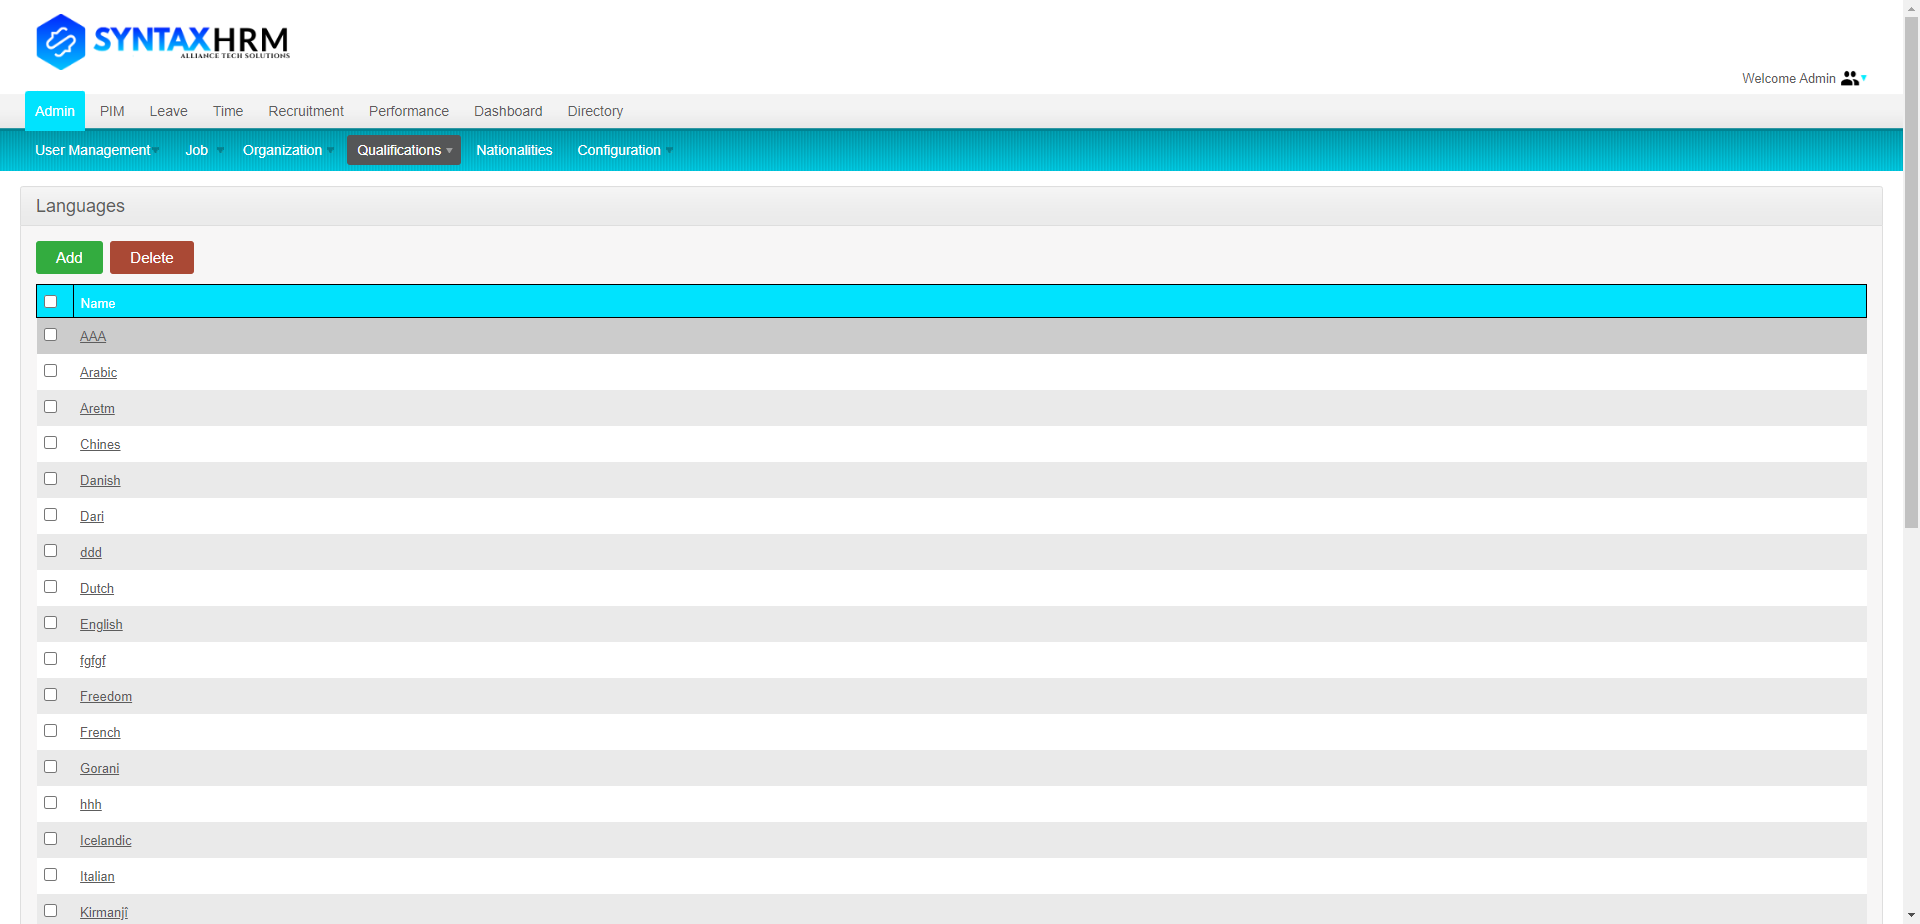 SYNTAXHRM
ALLIANCE TECH SOLUTIONS
Welcome Admin
Admin PIM Leave Time Recruitment Performance Dashboard Directory
User Management Job Organization Qualifications Nationalities Configuration
Languages
Add Delete
Name
AAA
Arabic
Aretm
Chines
Danish
Dari
ddd
Dutch
English
fgfgf
Freedom
French
Gorani
hhh
Icelandic
Italian
Kirmanjî